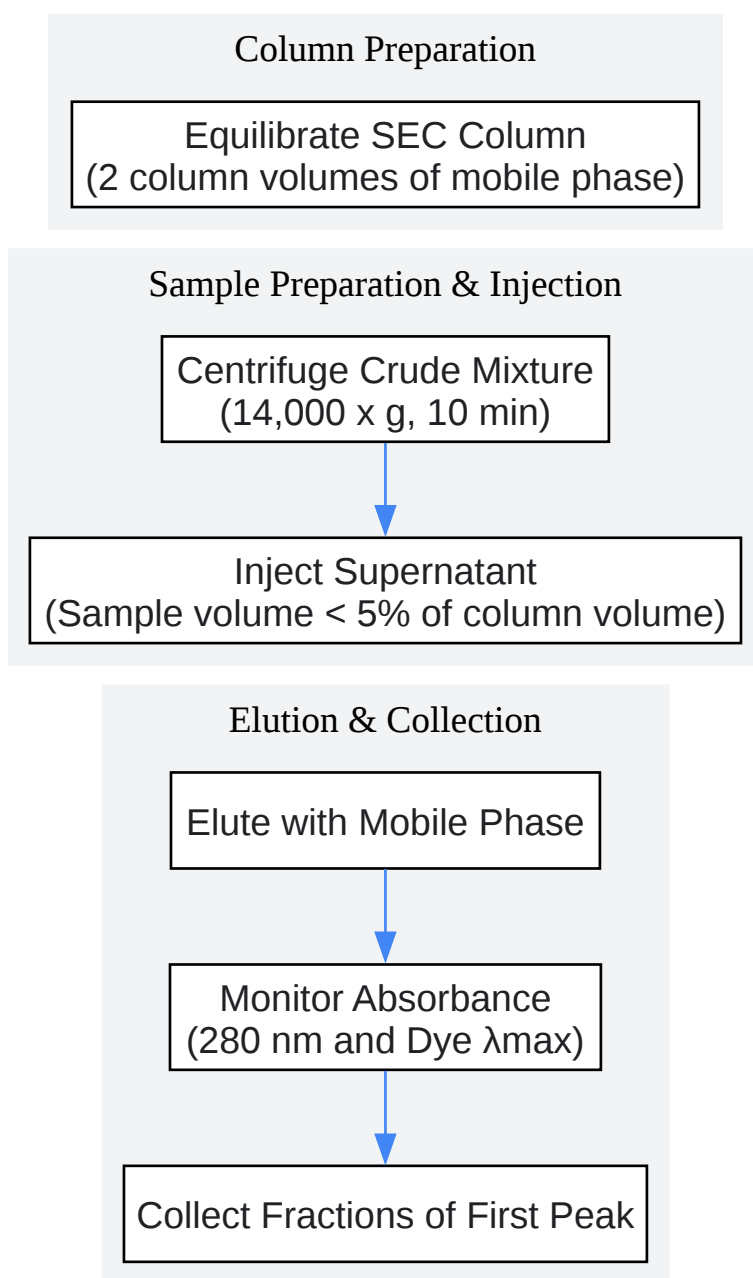 Column Preparation
Equilibrate SEC Column
(2 column volumes of mobile phase)
Sample Preparation & Injection
Centrifuge Crude Mixture
(14,000 x g, 10 min)
Inject Supernatant
(Sample volume < 5% of column volume)
Elution & Collection
Elute with Mobile Phase
Monitor Absorbance
(280 nm and Dye λmax)
Collect Fractions of First Peak